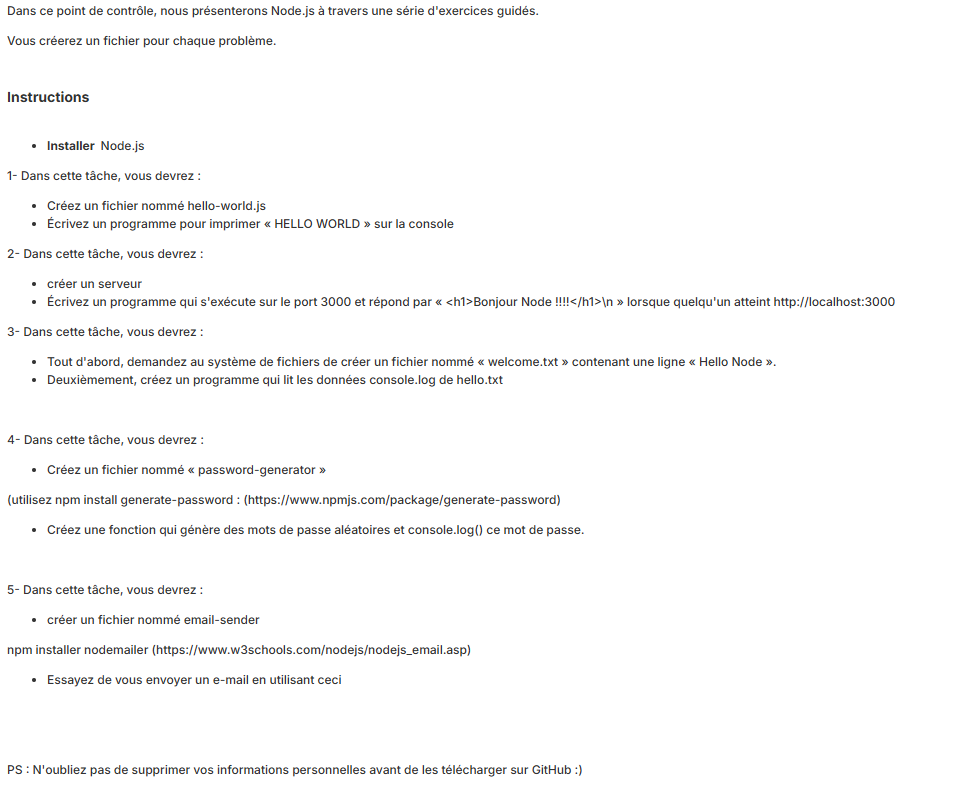 Dans ce point de contrôle, nous présenterons Node.js à travers une série d'exercices guidés.
Vous créerez un fichier pour chaque problème.
Instructions
• Installer Node.js
1- Dans cette tâche, vous devrez :
• Créez un fichier nommé hello-world.js
• Écrivez un programme pour imprimer « HELLO WORLD » sur la console
2- Dans cette tâche, vous devrez :
• créer un serveur
• Écrivez un programme qui s'exécute sur le port 3000 et répond par « <h1>Bonjour Node !!!!</h1>\n » lorsque quelqu'un atteint http://localhost:3000
3- Dans cette tâche, vous devrez :
• Tout d'abord, demandez au système de fichiers de créer un fichier nommé « welcome.txt » contenant une ligne « Hello Node ».
• Deuxièmement, créez un programme qui lit les données console.log de hello.txt
4- Dans cette tâche, vous devrez :
• Créez un fichier nommé « password-generator »
(utilisez npm install generate-password : (https://www.npmjs.com/package/generate-password)
• Créez une fonction qui génère des mots de passe aléatoires et console.log() ce mot de passe.
5- Dans cette tâche, vous devrez :
• créer un fichier nommé email-sender
npm installer nodemailer (https://www.w3schools.com/nodejs/nodejs_email.asp)
• Essayez de vous envoyer un e-mail en utilisant ceci
PS : N'oubliez pas de supprimer vos informations personnelles avant de les télécharger sur GitHub :)